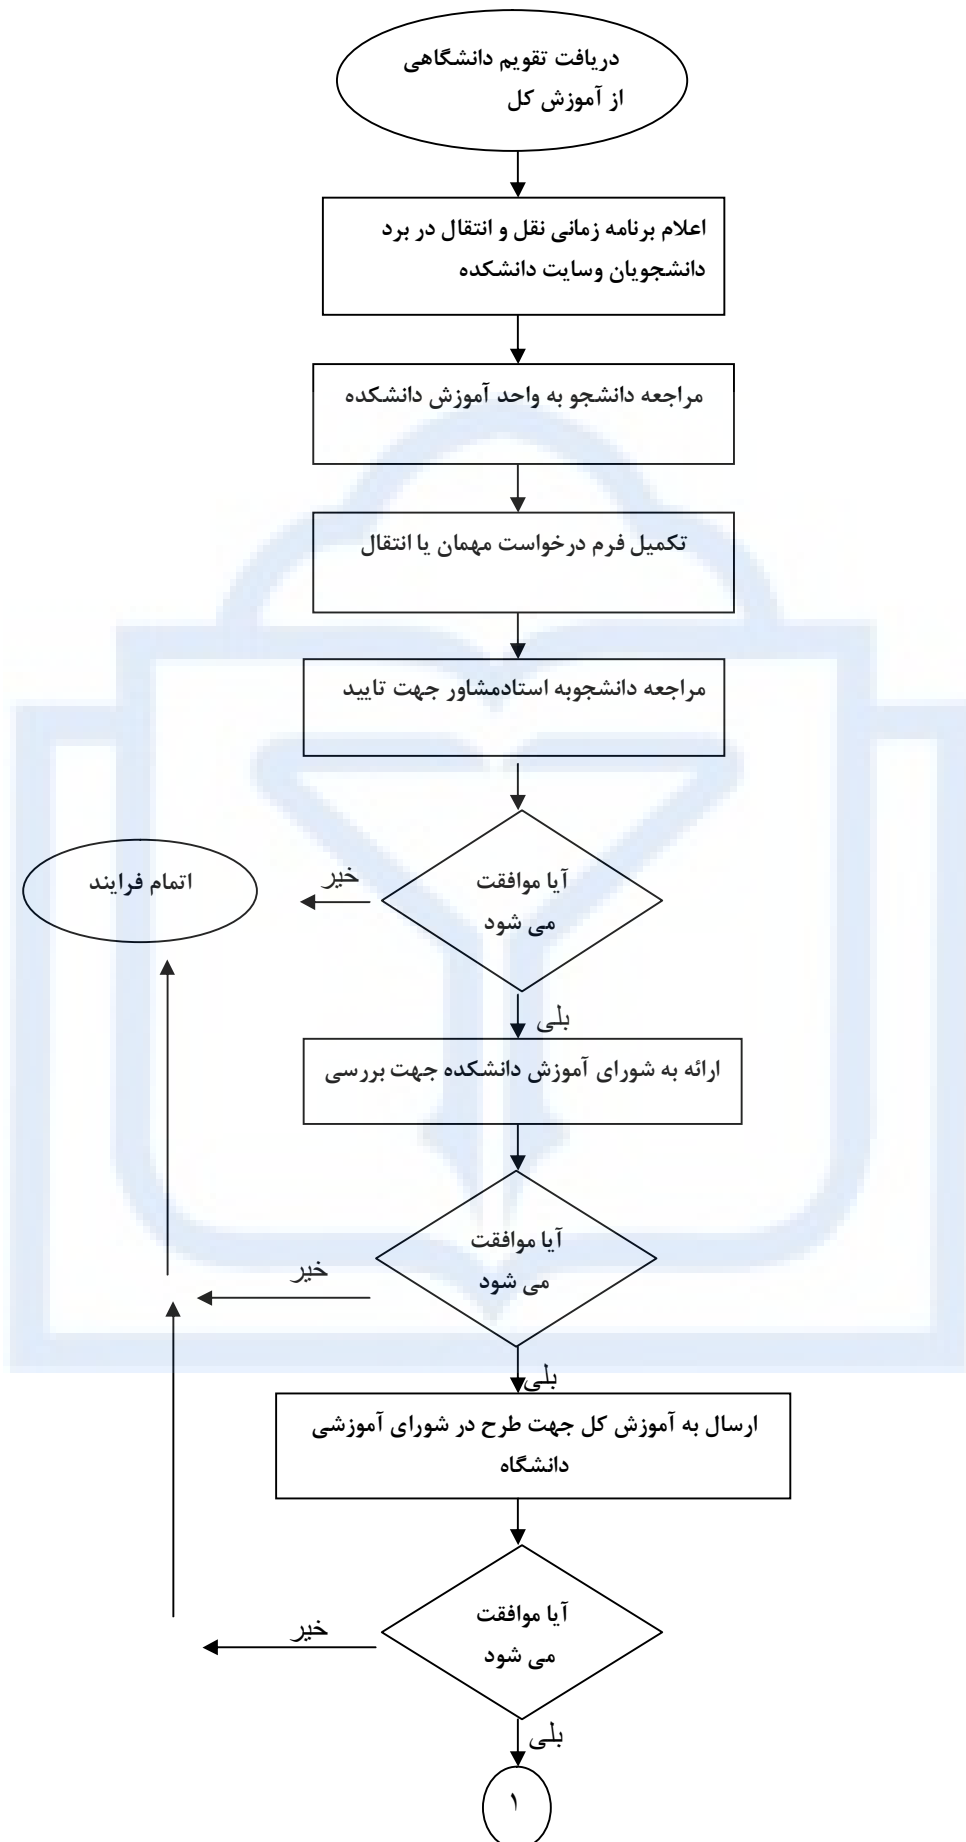 دریافت تقویم دانشگاهی
از آموزش کل
اعلام برنامه زمانی نقل و انتقال در برد
دانشجویان وسایت دانشکده
مراجعه دانشجو به واحد آموزش دانشکده
تکمیل فرم درخواست مهمان یا انتقال
مراجعه دانشجوبه استادمشاور جهت تایید
آیا موافقت
می شود
خیر
اتمام فرایند
بلی
ارائه به شورای آموزش دانشکده جهت بررسی
آیا موافقت
می شود
خیر
بلی
ارسال به آموزش کل جهت طرح در شورای آموزشی
دانشگاه
آیا موافقت
می شود
خیر
بلی
۱